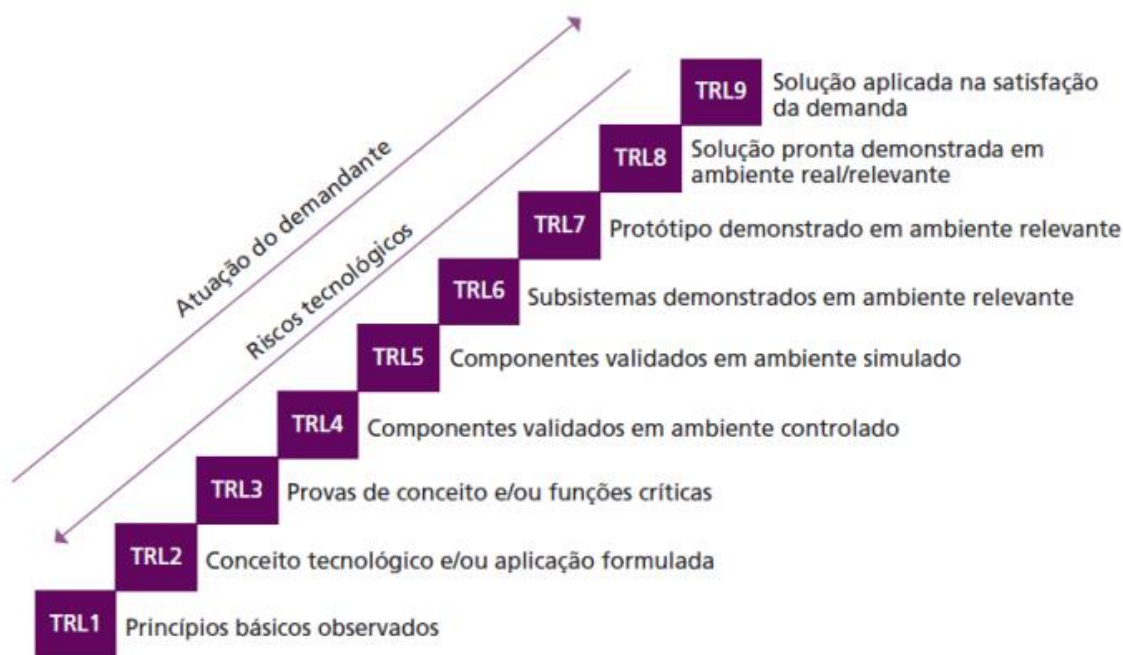 Atuação do demandante
Riscos tecnológicos
TRL9
Solução aplicada na satisfação
da demanda
TRL8
Solução pronta demonstrada em
ambiente real/relevante
TRL7
Protótipo demonstrado em ambiente relevante
TRL6
Subsistemas demonstrados em ambiente relevante
TRL5
Componentes validados em ambiente simulado
TRL4
Componentes validados em ambiente controlado
TRL3
Provas de conceito e/ou funções críticas
TRL2
Conceito tecnológico e/ou aplicação formulada
TRL1
Princípios básicos observados